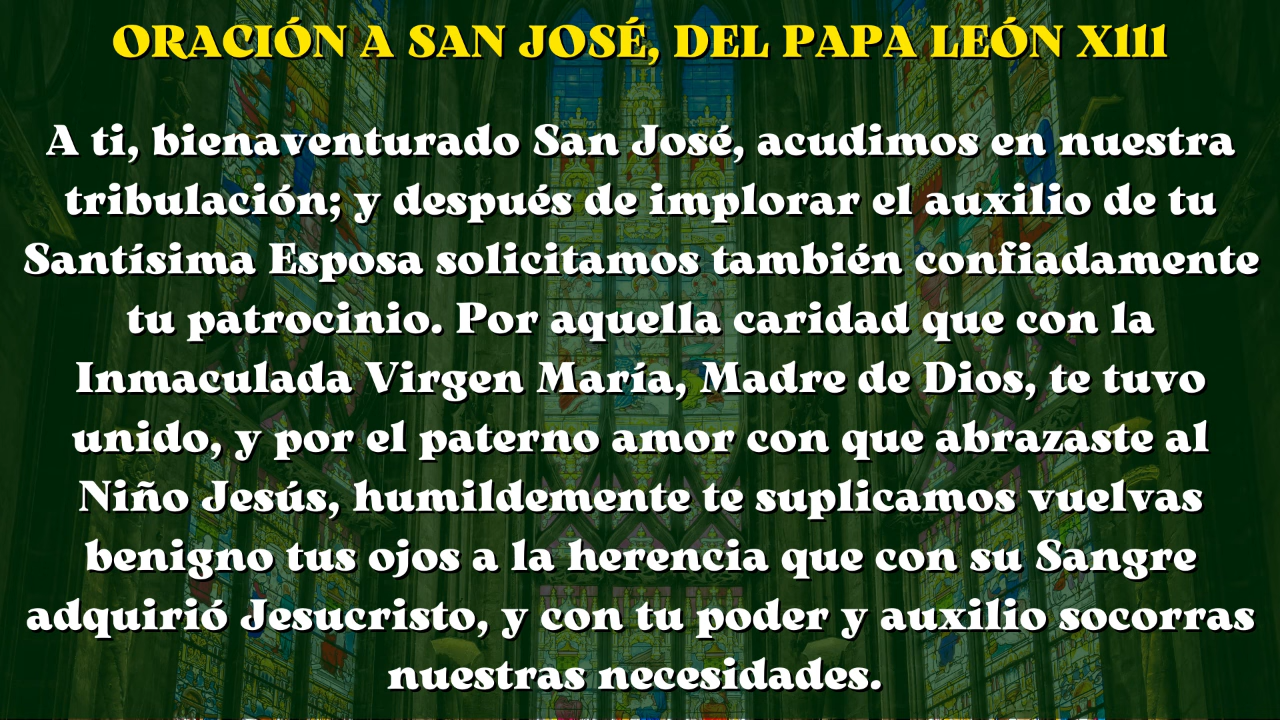 ORACIÓN A SAN JOSÉ, DEL PAPA LEÓN XIII
A ti, bienaventurado San José, acudimos en nuestra
tribulación; y después de implorar el auxilio de tu
Santísima Esposa solicitamos también confiadamente
tu patrocinio. Por aquella caridad que con la
Inmaculada Virgen María, Madre de Dios, te tuvo
unido, y por el paterno amor con que abrazaste al
Niño Jesús, humildemente te suplicamos vuelvas
benigno tus ojos a la herencia que con su Sangre
adquirió Jesucristo, y con tu poder y auxilio socorras
nuestras necesidades.